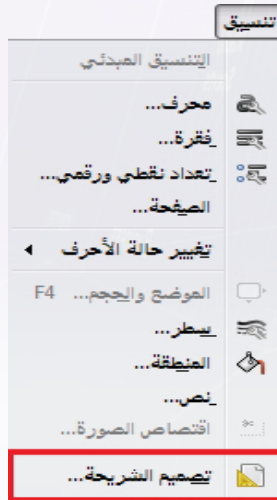 تنسيق
التنسيق المبدئي
محرف...
فقرة...
تعداد نقطي ورقمي...
الصفحة...
تغيير حالة الأحرف
الموضع والحجم... F4
سطر...
المنطقة...
نص...
اقتصاص الصورة...
تصميم الشريحة...